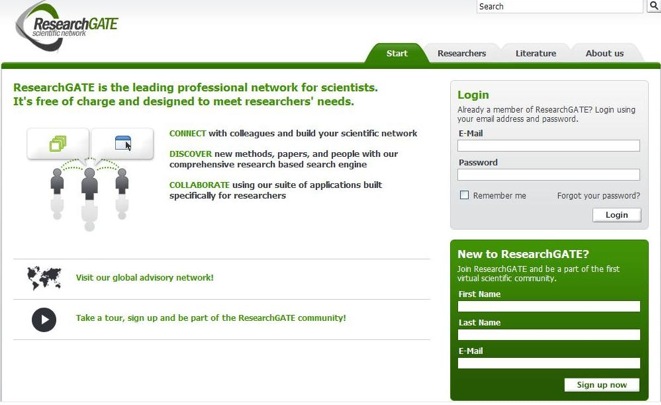 ResearchGATE
scientific network
Search
Start
Researchers
Literature
About us
ResearchGATE is the leading professional network for scientists.
It's free of charge and designed to meet researchers' needs.
CONNECT with colleagues and build your scientific network
DISCOVER new methods, papers, and people with our
comprehensive research based search engine
COLLABORATE using our suite of applications built
specifically for researchers
Visit our global advisory network!
Take a tour, sign up and be part of the ResearchGATE community!
Login
Already a member of ResearchGATE? Login using
your email address and password.
E-Mail
Password
Remember me
Forgot your password?
Login
New to ResearchGATE?
Join ResearchGATE and be a part of the first
virtual scientific community.
First Name
Last Name
E-Mail
Sign up now